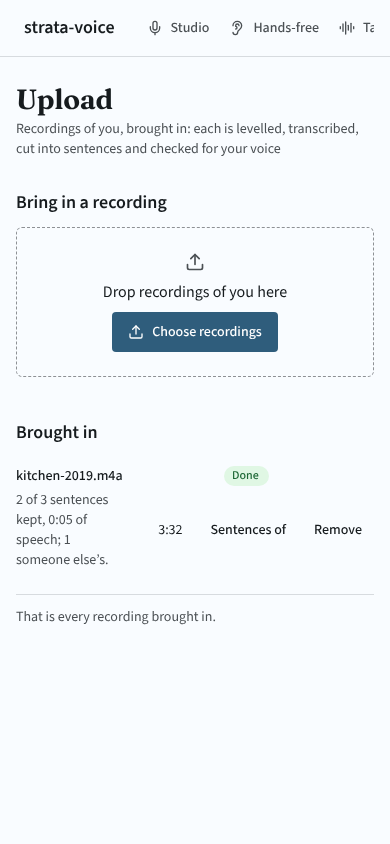 strata-voice
Studio
Hands-free
Ta
Upload
Recordings of you, brought in: each is levelled, transcribed,
cut into sentences and checked for your voice
Bring in a recording
Drop recordings of you here
Choose recordings
Brought in
kitchen-2019.m4a
Done
2 of 3 sentences
kept, 0:05 of
speech; 1
someone else’s.
3:32
Sentences of
Remove
That is every recording brought in.